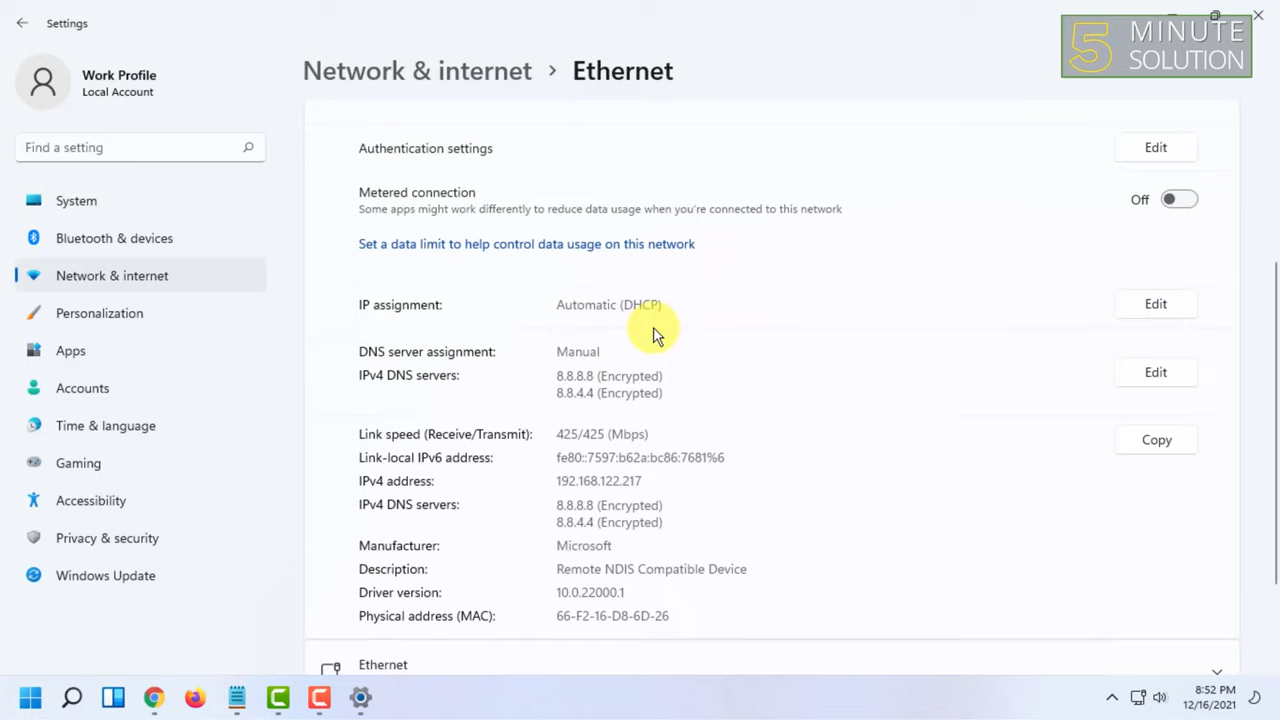 Settings
5 MINUTE
SOLUTION
Work Profile
Local Account
Find a setting
System
Bluetooth & devices
Network & internet
Personalization
Apps
Accounts
Time & language
Gaming
Accessibility
Privacy & security
Windows Update
Network & internet > Ethernet
Authentication settings
Edit
Metered connection
Some apps might work differently to reduce data usage when you're connected to this network
Off
Set a data limit to help control data usage on this network
IP assignment: Automatic (DHCP)
Edit
DNS server assignment: Manual
IPv4 DNS servers: 8.8.8.8 (Encrypted)
8.8.4.4 (Encrypted)
Edit
Link speed (Receive/Transmit): 425/425 (Mbps)
Copy
Link-local IPv6 address: fe80::7597:b62a:bc86:7681%6
IPv4 address: 192.168.122.217
IPv4 DNS servers: 8.8.8.8 (Encrypted)
8.8.4.4 (Encrypted)
Manufacturer: Microsoft
Description: Remote NDIS Compatible Device
Driver version: 10.0.22000.1
Physical address (MAC): 66-F2-16-D8-6D-26
Ethernet
8:52 PM
12/16/2021